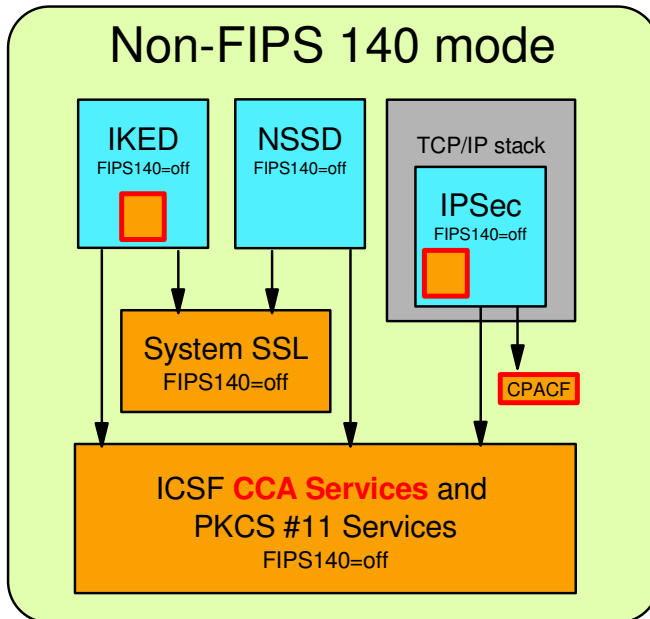 Non-FIPS 140 mode
IKED
FIPS140=off
NSSD
FIPS140=off
TCP/IP stack
IPSec
FIPS140=off
System SSL
FIPS140=off
CPACF
ICSF CCA Services and
PKCS #11 Services
FIPS140=off